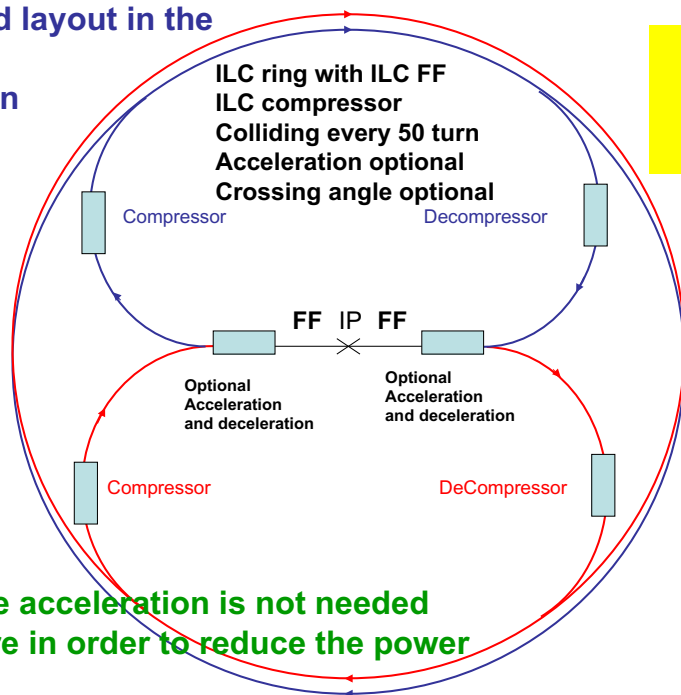 layout in the
ILC ring with ILC FF
ILC compressor
Colliding every 50 turn
Acceleration optional
Crossing angle optional
Compressor
Decompressor
FF IP FF
Optional
Acceleration
and deceleration
Optional
Acceleration
and deceleration
Compressor
DeCompressor
acceleration is not needed
in order to reduce the power